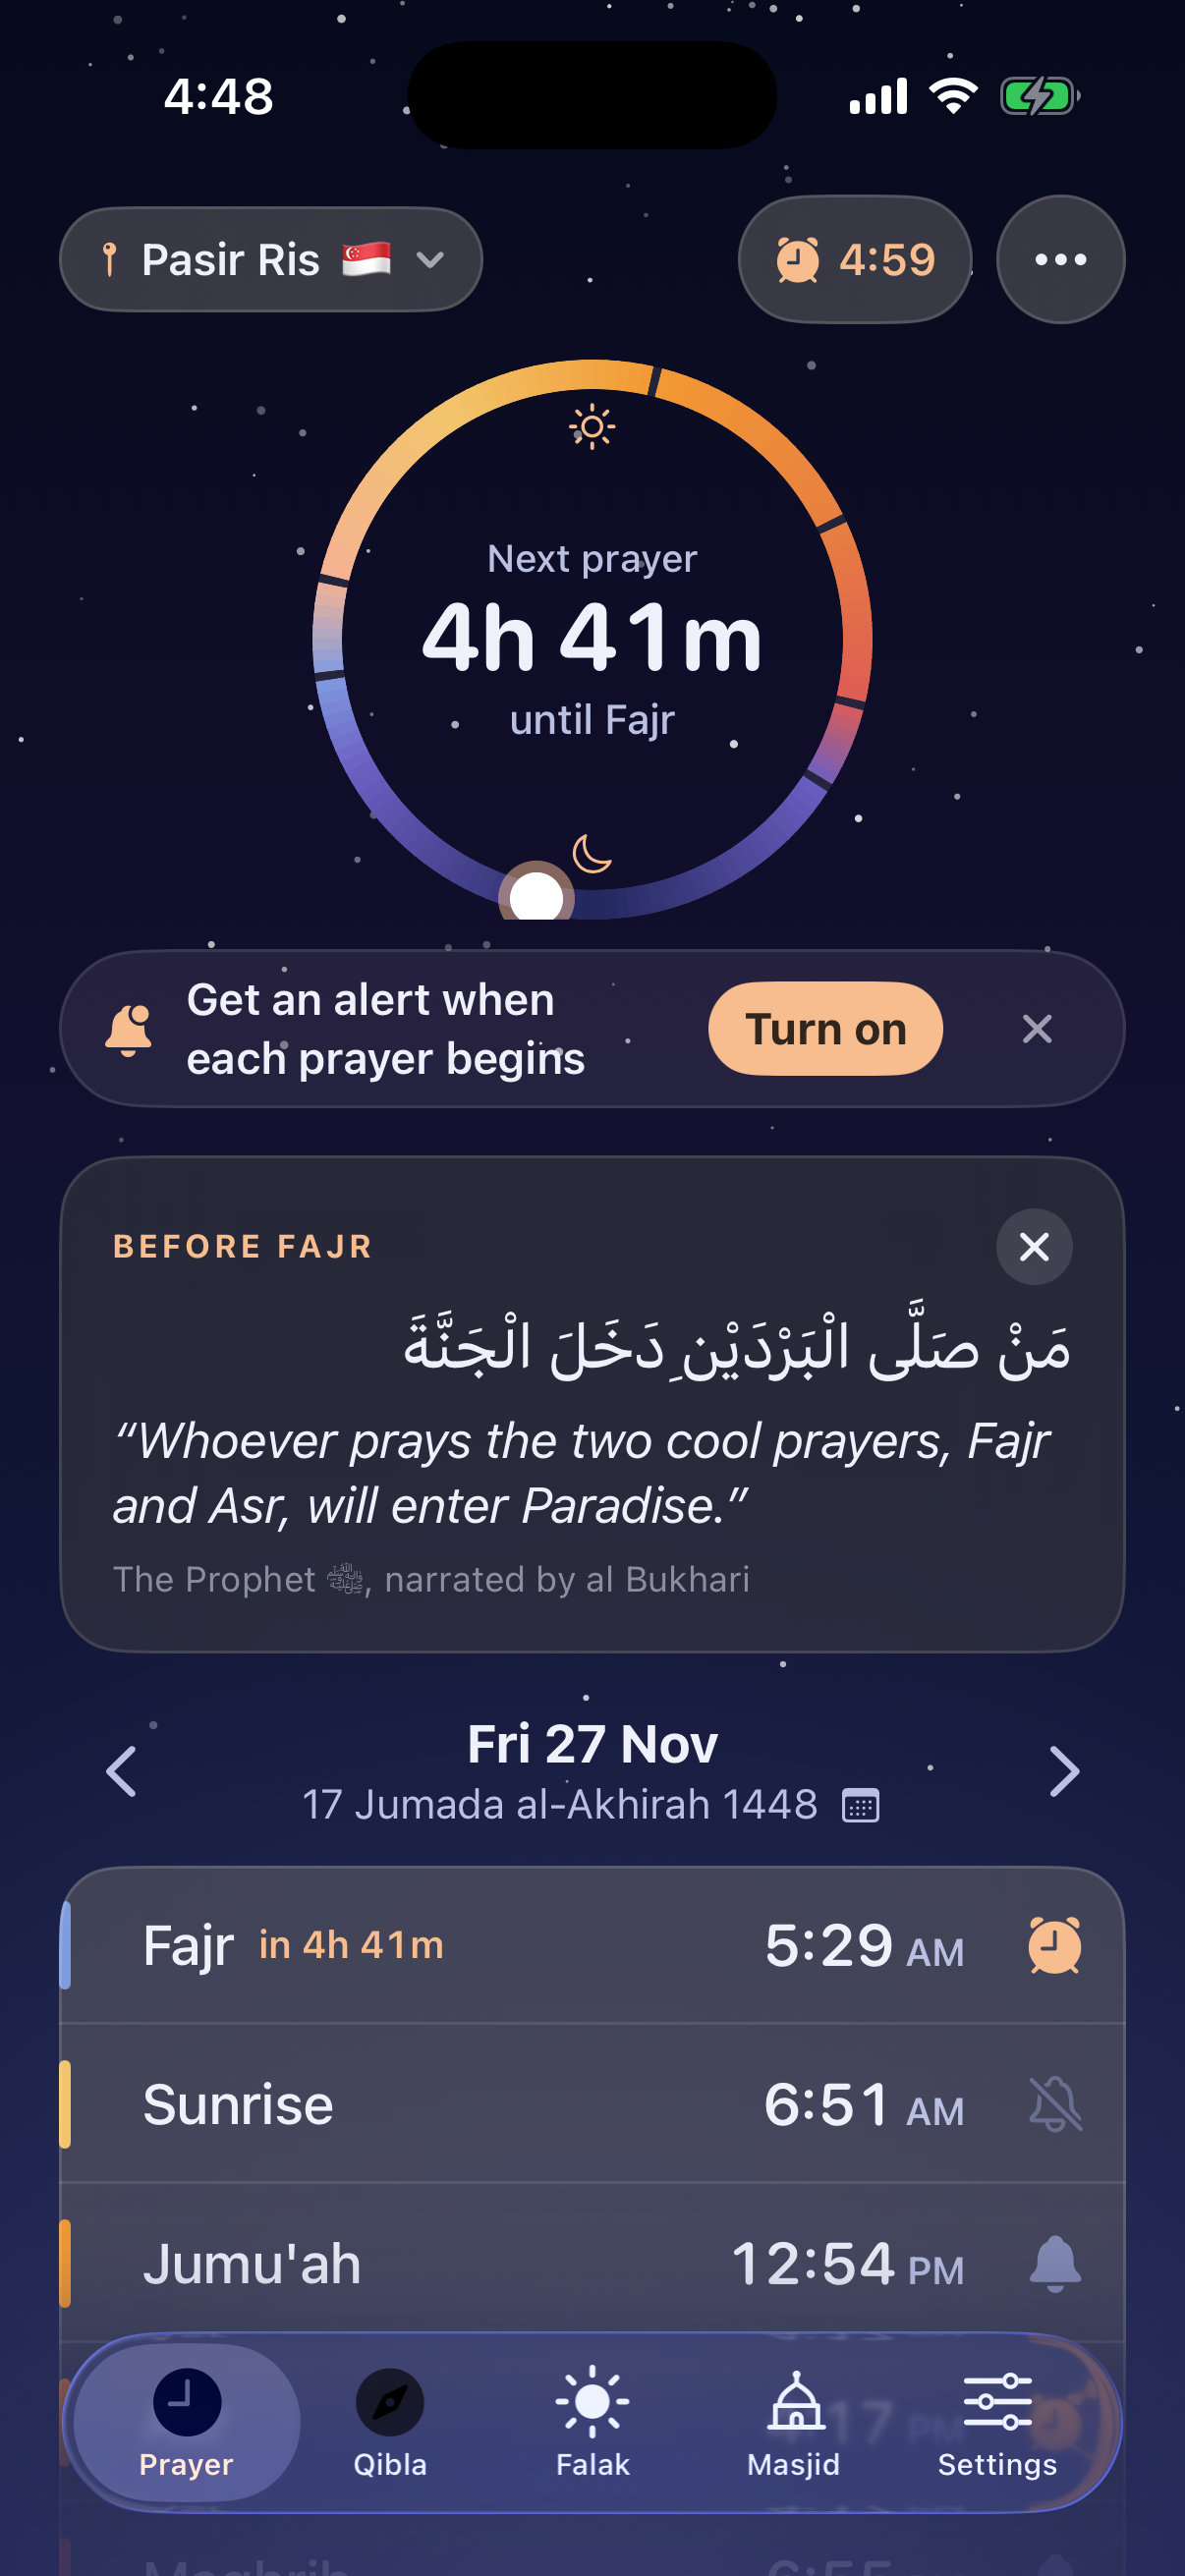 4:48
Pasir Ris
4:59
Next prayer
4h 41m
until Fajr
Get an alert when
each prayer begins
Turn on
BEFORE FAJR
مَنْ صَلَّى الْبَرْدَيْنِ دَخَلَ الْجَنَّةَ
“Whoever prays the two cool prayers, Fajr
and Asr, will enter Paradise.”
The Prophet ﷺ, narrated by al Bukhari
Fri 27 Nov
17 Jumada al-Akhirah 1448
Fajr in 4h 41m 5:29 AM
Sunrise 6:51 AM
Jumu'ah 12:54 PM
Prayer Qibla Falak Masjid Settings